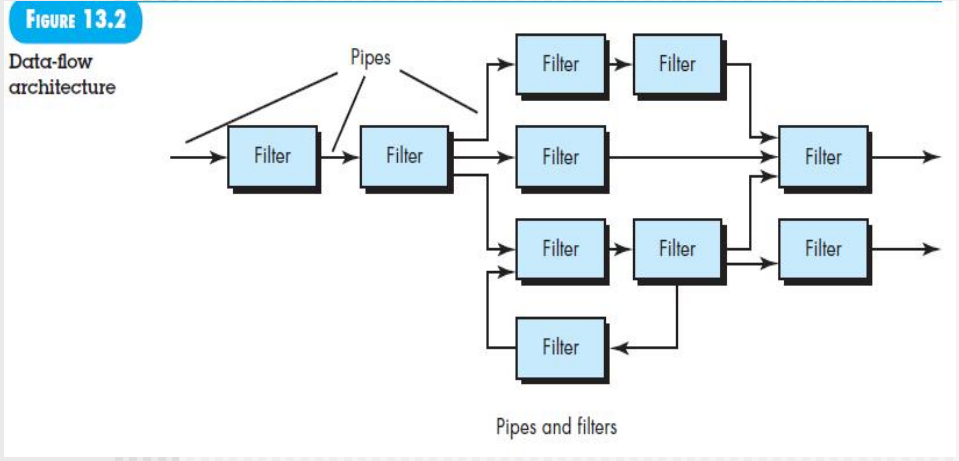 FIGURE 13.2
Data-flow
architecture
Pipes
Filter Filter
Filter Filter Filter Filter
Filter Filter Filter
Filter
Pipes and filters